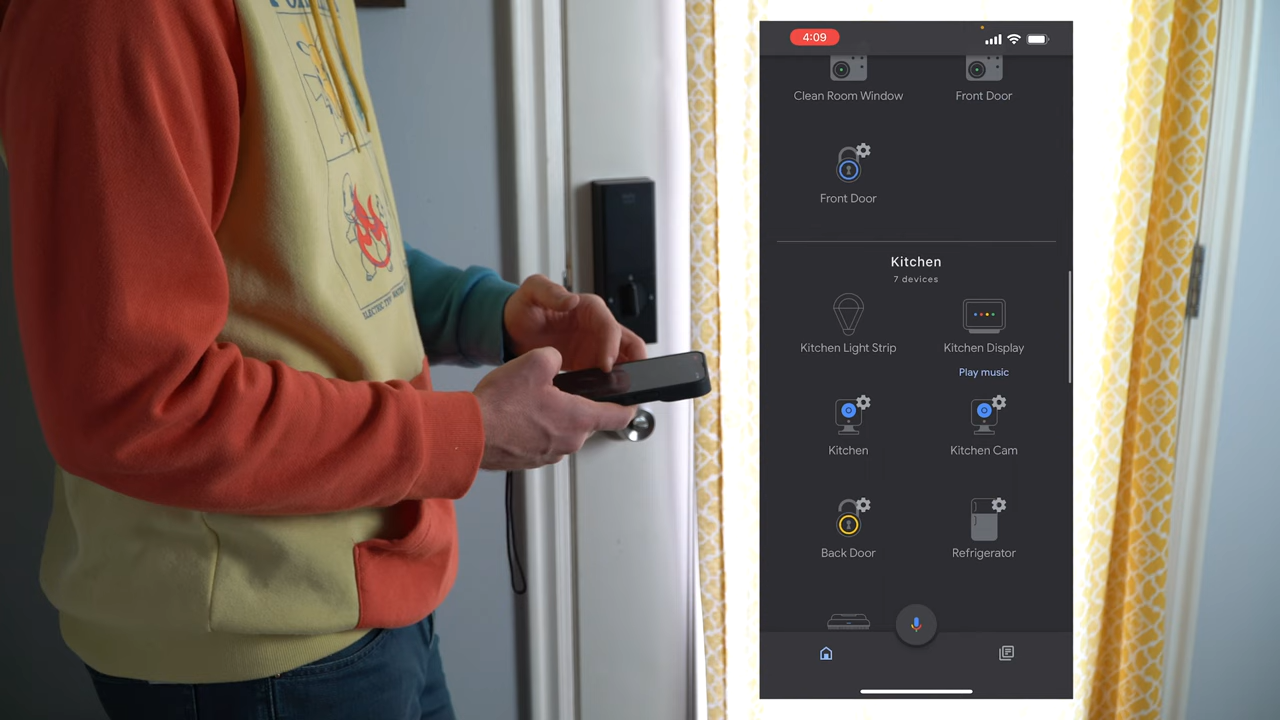 4:09
Clean Room Window
Front Door
Front Door
Kitchen
7 devices
Kitchen Light Strip
Kitchen Display
Play music
Kitchen
Kitchen Cam
Back Door
Refrigerator